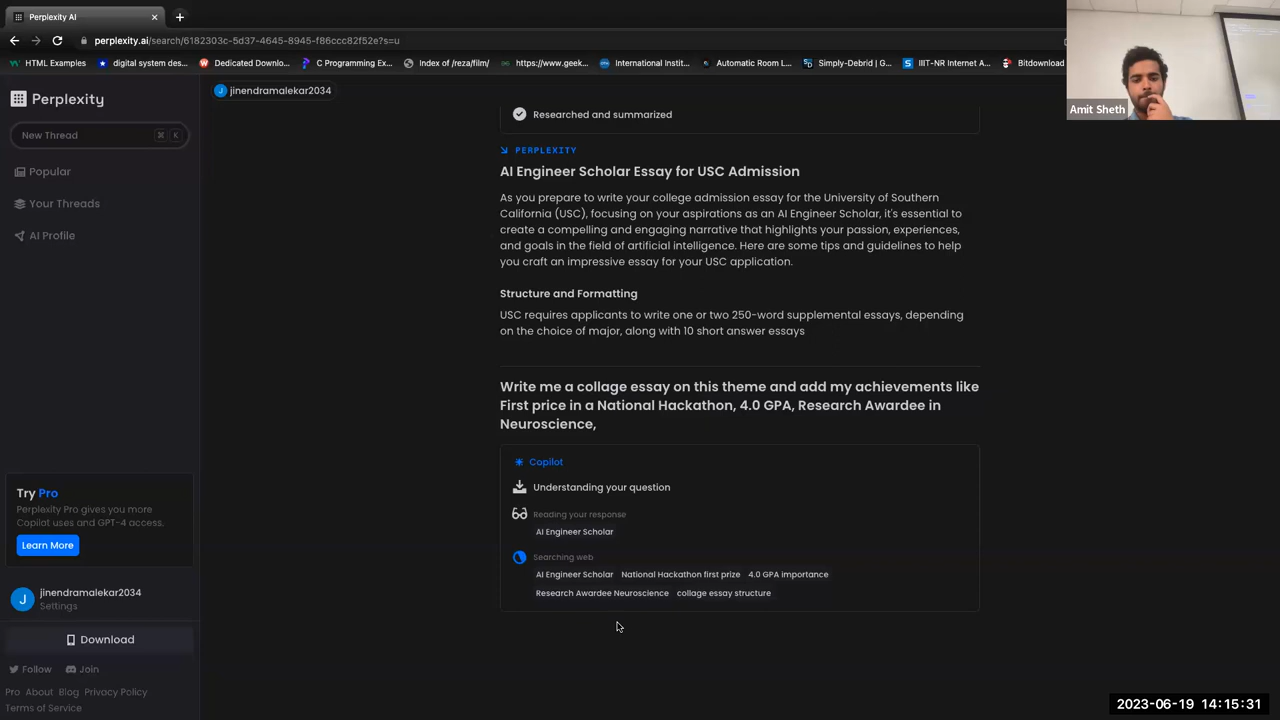 Perplexity AI
perplexity.ai/search/6182303c-5d37-4645-8945-f86ccc82f52e?s=u
HTML Examples
digital system des...
Dedicated Downlo...
C Programming Ex...
Index of /reza/film/
https://www.geek...
International Instit...
Automatic Room L...
Simply-Debrid | G...
IIIT-NR Internet A...
Bitdownload
Amit Sheth
Perplexity
New Thread
⌘ K
Popular
Your Threads
AI Profile
Try Pro
Perplexity Pro gives you more
Copilot uses and GPT-4 access.
Learn More
J
jinendramalekar2034
Settings
Download
Follow
Join
Pro About Blog Privacy Policy
Terms of Service
J jinendramalekar2034
Researched and summarized
PERPLEXITY
AI Engineer Scholar Essay for USC Admission
As you prepare to write your college admission essay for the University of Southern
California (USC), focusing on your aspirations as an AI Engineer Scholar, it's essential to
create a compelling and engaging narrative that highlights your passion, experiences,
and goals in the field of artificial intelligence. Here are some tips and guidelines to help
you craft an impressive essay for your USC application.
Structure and Formatting
USC requires applicants to write one or two 250-word supplemental essays, depending
on the choice of major, along with 10 short answer essays
Write me a collage essay on this theme and add my achievements like
First price in a National Hackathon, 4.0 GPA, Research Awardee in
Neuroscience,
Copilot
Understanding your question
Reading your response
AI Engineer Scholar
Searching web
AI Engineer Scholar National Hackathon first prize 4.0 GPA importance
Research Awardee Neuroscience collage essay structure
2023-06-19 14:15:31